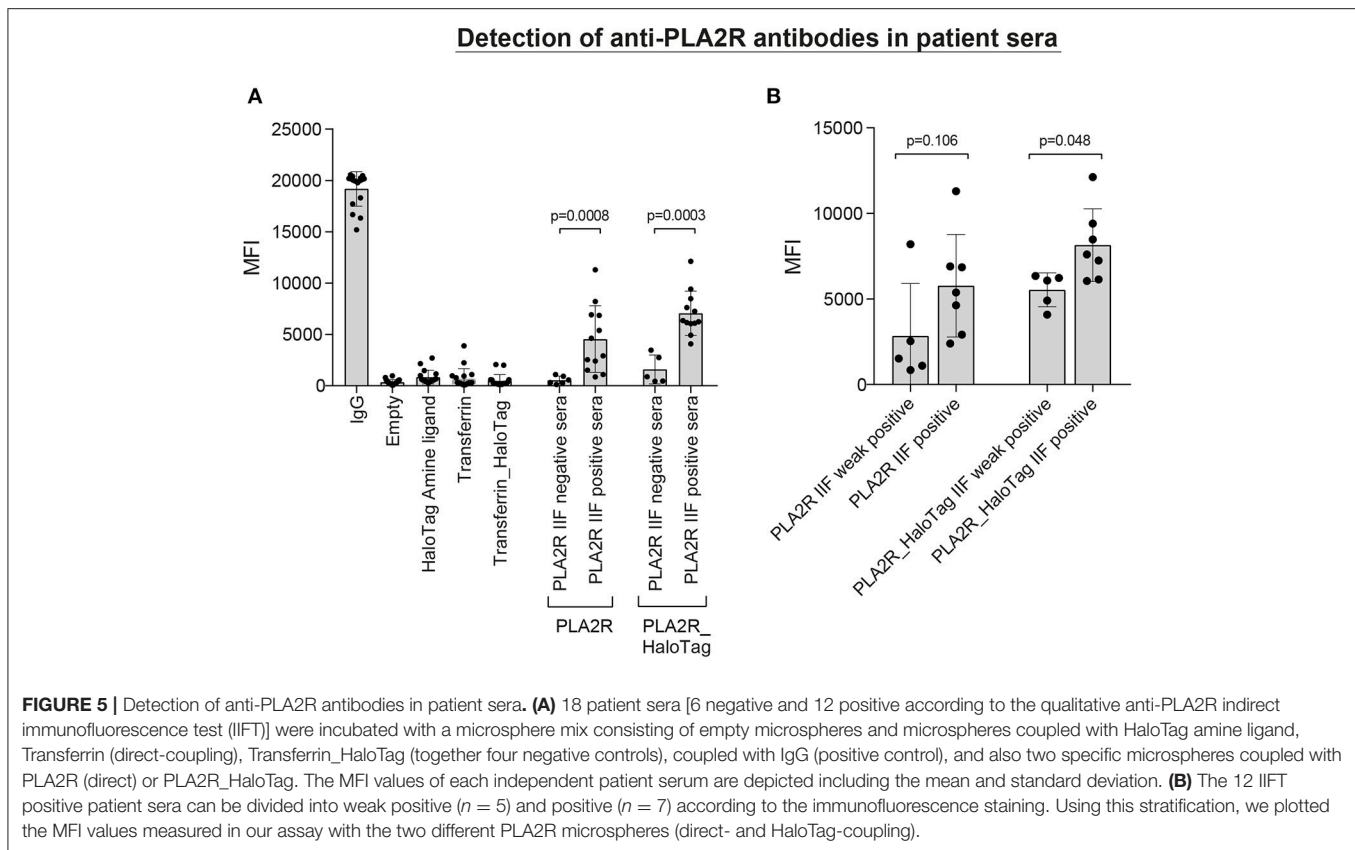 Detection of anti-PLA2R antibodies in patient sera
A
25000
20000
15000
10000
5000
0
MFI
p=0.0008
p=0.0003
IgG
Empty
HaloTag Amine ligand
Transferrin
Transferrin_HaloTag
PLA2R IIF negative sera
PLA2R IIF positive sera
PLA2R IIF negative sera
PLA2R IIF positive sera
PLA2R
PLA2R_
HaloTag
B
15000
10000
5000
0
MFI
p=0.106
p=0.048
PLA2R IIF weak positive
PLA2R IIF positive
PLA2R_HaloTag IIF weak positive
PLA2R_HaloTag IIF positive
FIGURE 5 | Detection of anti-PLA2R antibodies in patient sera. (A) 18 patient sera [6 negative and 12 positive according to the qualitative anti-PLA2R indirect
immunofluorescence test (IIFT)] were incubated with a microsphere mix consisting of empty microspheres and microspheres coupled with HaloTag amine ligand,
Transferrin (direct-coupling), Transferrin_HaloTag (together four negative controls), coupled with IgG (positive control), and also two specific microspheres coupled with
PLA2R (direct) or PLA2R_HaloTag. The MFI values of each independent patient serum are depicted including the mean and standard deviation. (B) The 12 IIFT
positive patient sera can be divided into weak positive (n = 5) and positive (n = 7) according to the immunofluorescence staining. Using this stratification, we plotted
the MFI values measured in our assay with the two different PLA2R microspheres (direct- and HaloTag-coupling).